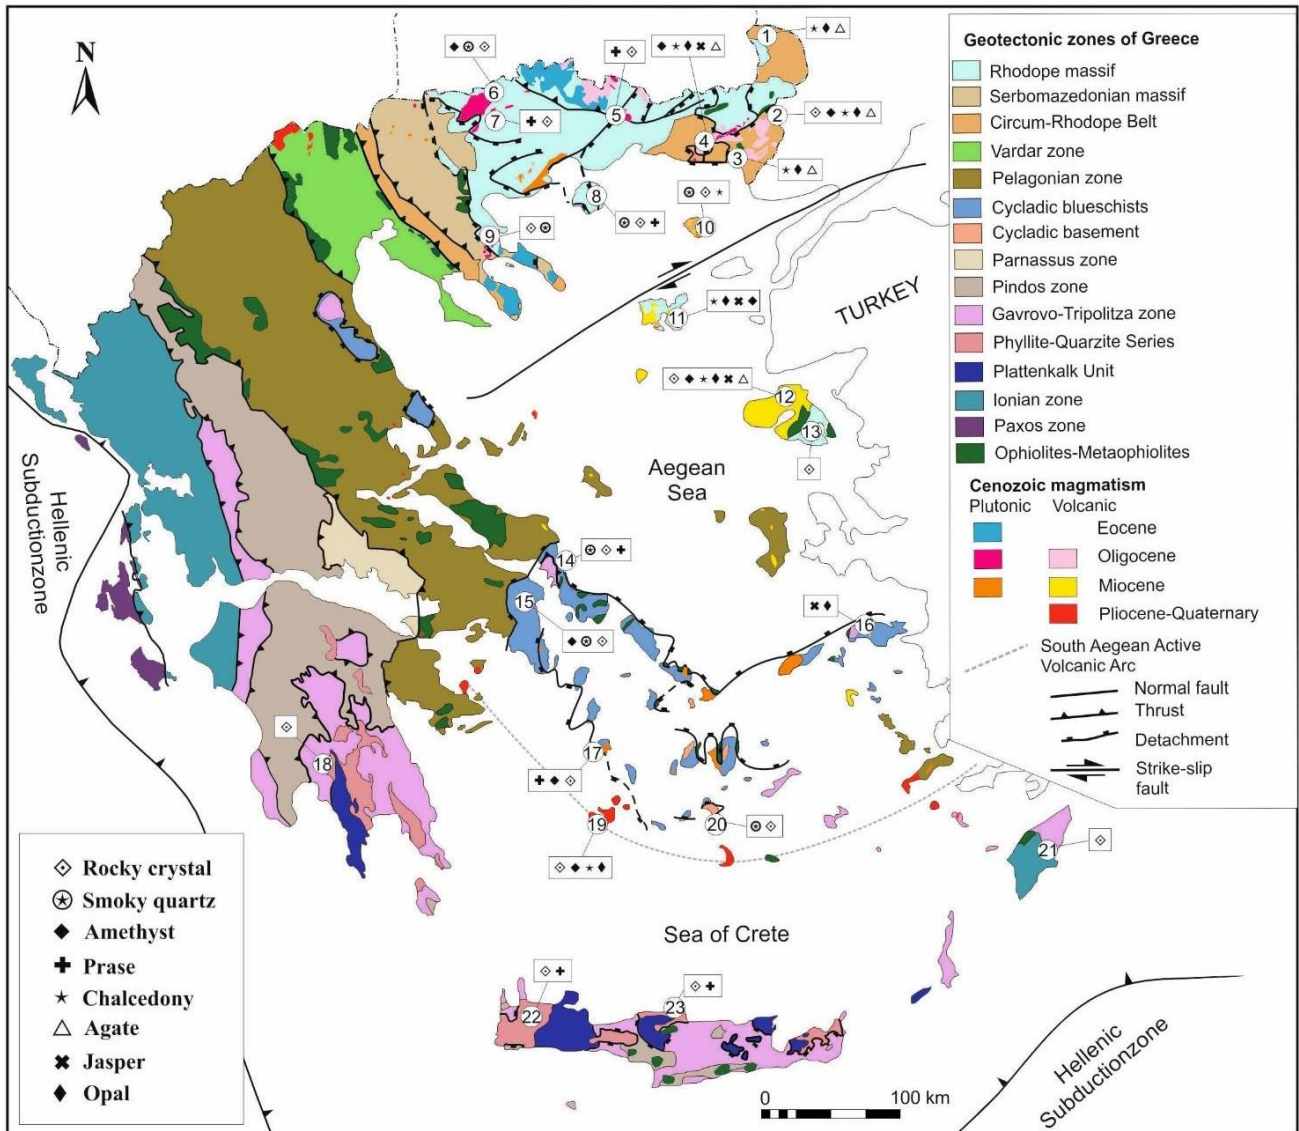 N
1
2
3
4
5
6
7
8
9
10
11
12
13
14
15
16
17
18
19
20
21
22
23
TURKEY
Aegean
Sea
Sea of Crete
Hellenic
Subductionzone
Hellenic
Subductionzone
0 100 km
Rocky crystal
Smoky quartz
Amethyst
Prase
Chalcedony
Agate
Jasper
Opal
Geotectonic zones of Greece
Rhodope massif
Serbomazedonian massif
Circum-Rhodope Belt
Vardar zone
Pelagonian zone
Cycladic blueschists
Cycladic basement
Parnassus zone
Pindos zone
Gavrovo-Tripolitza zone
Phyllite-Quarzite Series
Plattenkalk Unit
Ionian zone
Paxos zone
Ophiolites-Metaophiolites
Cenozoic magmatism
Plutonic Volcanic
Eocene
Oligocene
Miocene
Pliocene-Quaternary
South Aegean Active
Volcanic Arc
Normal fault
Thrust
Detachment
Strike-slip
fault